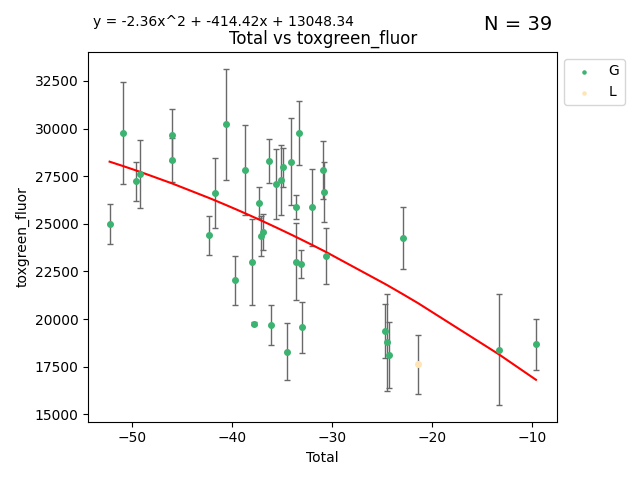 y = -2.36x^2 + -414.42x + 13048.34
N = 39
Total vs toxgreen_fluor
G
L
toxgreen_fluor
32500
30000
27500
25000
22500
20000
17500
15000
−50 −40 −30 −20 −10
Total